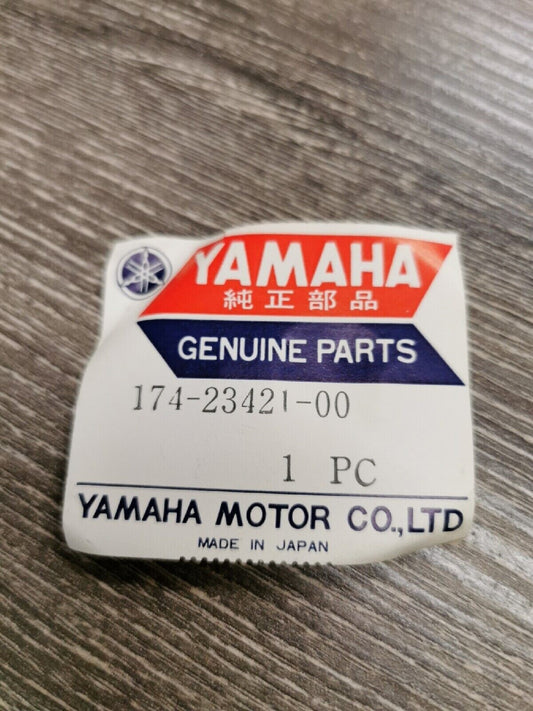 YAMAHA
純正部品
GENUINE PARTS
174-23421-00
1 PC
YAMAHA MOTOR CO.,LTD
MADE IN JAPAN